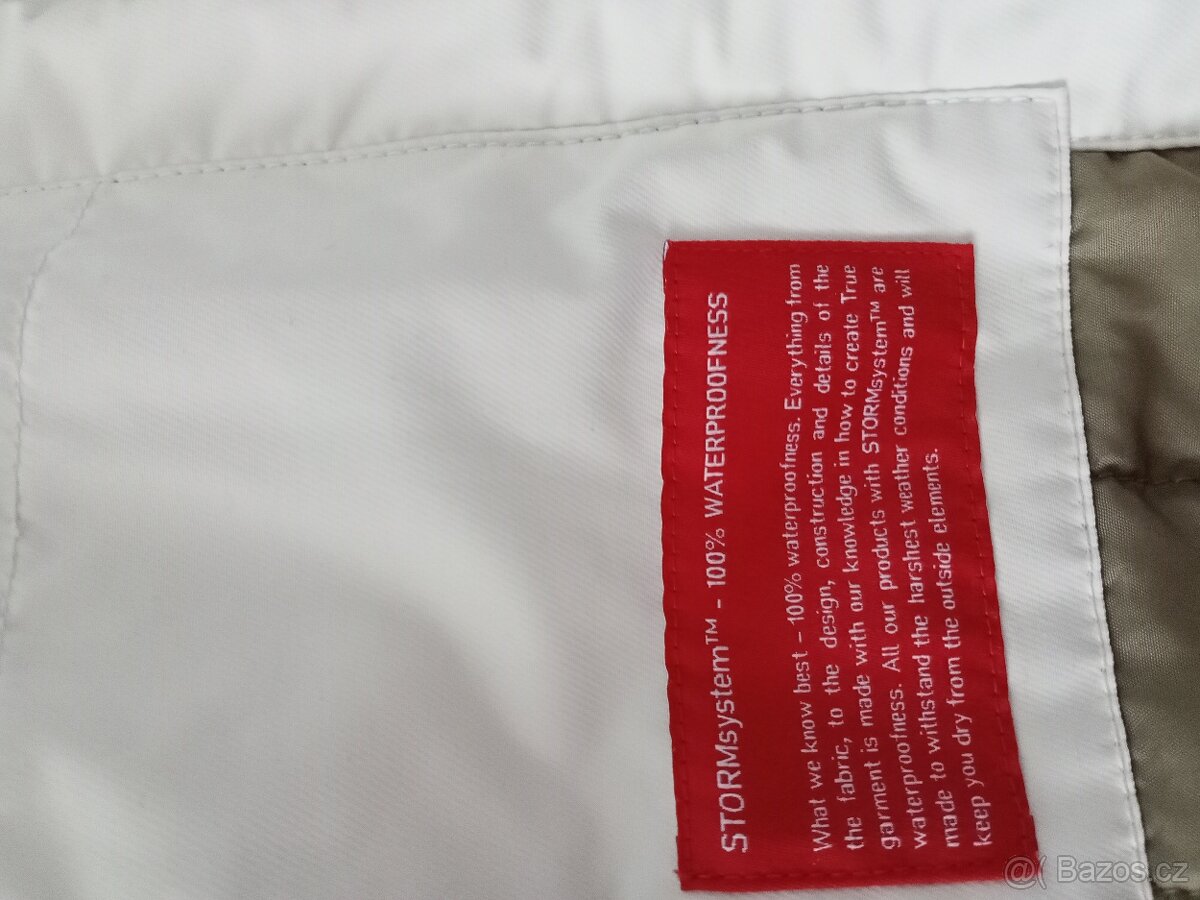 STORMsystem™ - 100% WATERPROOFNESS
What we know best - 100% waterproofness. Everything from
the fabric, to the design, construction and details of the
garment is made with our knowledge in how to create True
waterproofness. All our products with STORMsystem™ are
made to withstand the harshest weather conditions and will
keep you dry from the outside elements.
Bazos.cz